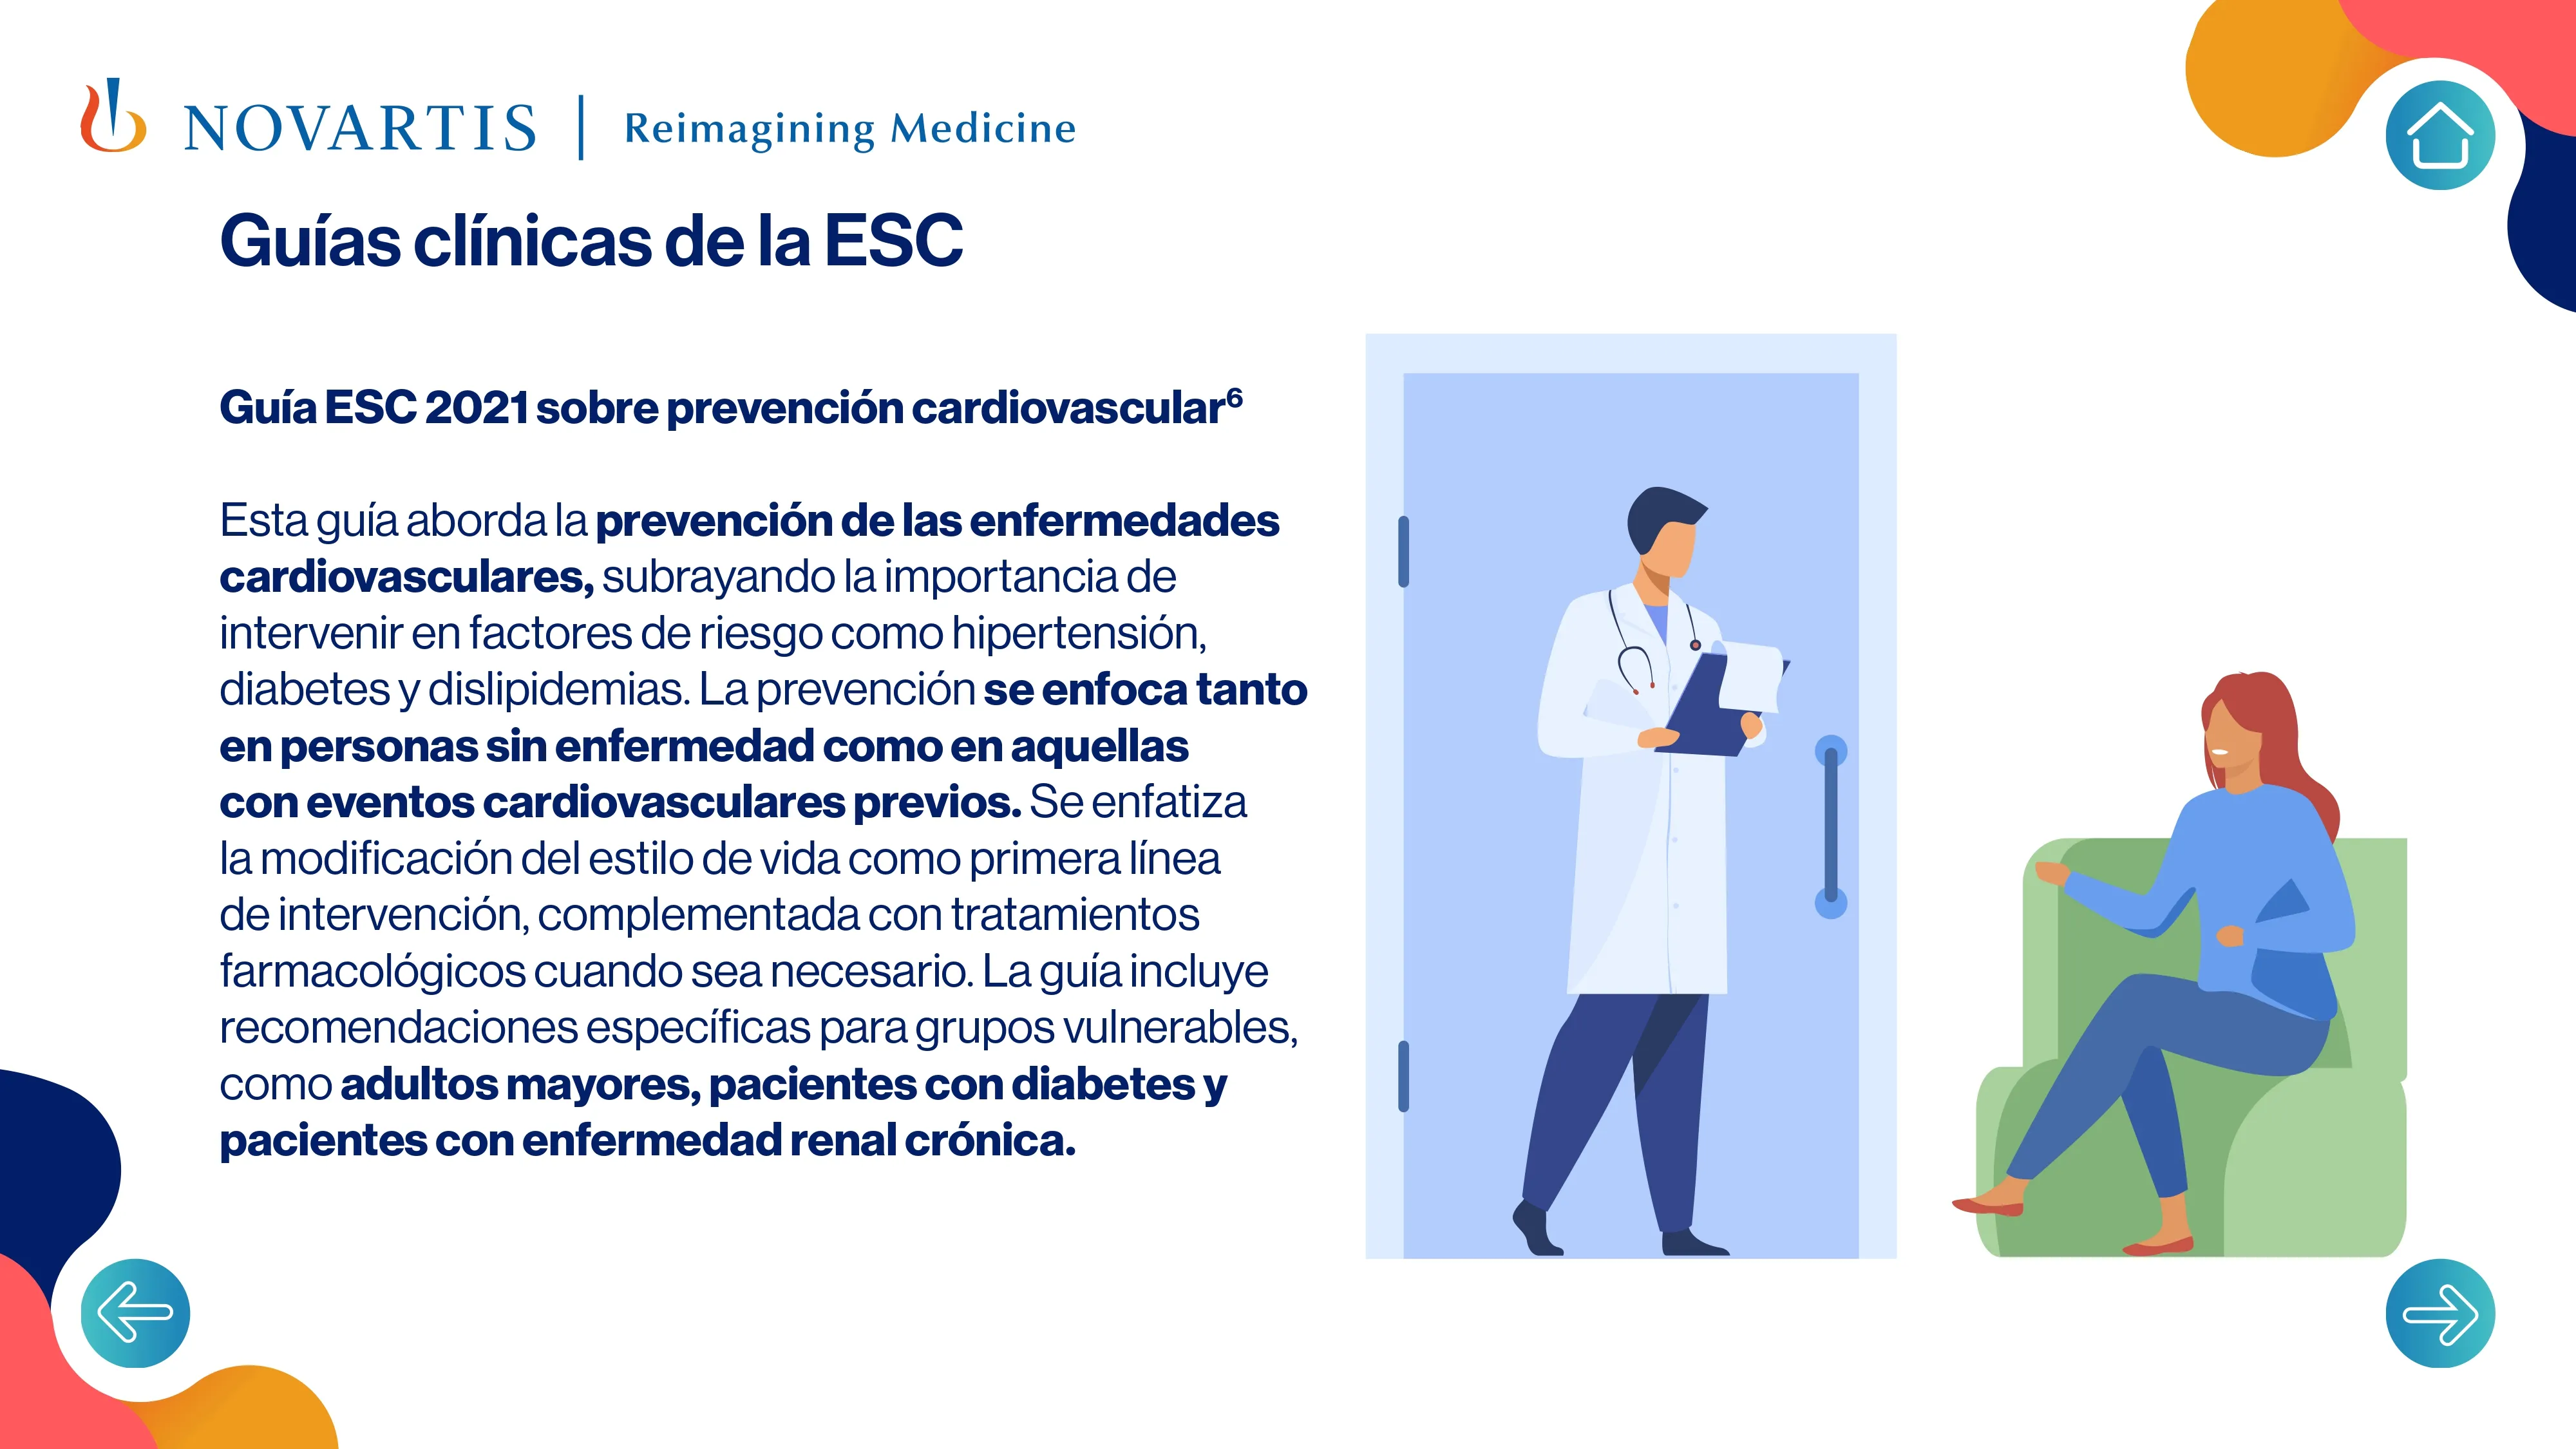 NOVARTIS | Reimagining Medicine
Guías clínicas de la ESC
Guía ESC 2021 sobre prevención cardiovascular⁶
Esta guía aborda la prevención de las enfermedades
cardiovasculares, subrayando la importancia de
intervenir en factores de riesgo como hipertensión,
diabetes y dislipidemias. La prevención se enfoca tanto
en personas sin enfermedad como en aquellas
con eventos cardiovasculares previos. Se enfatiza
la modificación del estilo de vida como primera línea
de intervención, complementada con tratamientos
farmacológicos cuando sea necesario. La guía incluye
recomendaciones específicas para grupos vulnerables,
como adultos mayores, pacientes con diabetes y
pacientes con enfermedad renal crónica.